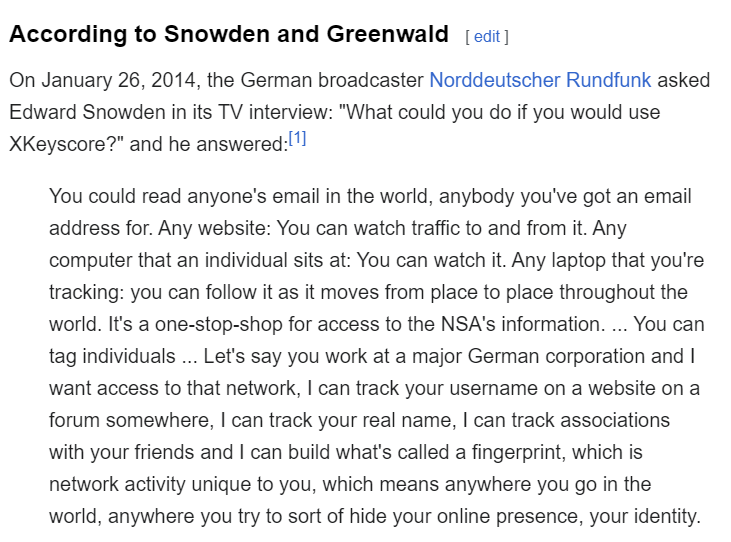 According to Snowden and Greenwald [ edit ]
On January 26, 2014, the German broadcaster Norddeutscher Rundfunk asked
Edward Snowden in its TV interview: "What could you do if you would use
XKeyscore?" and he answered:[1]
You could read anyone's email in the world, anybody you've got an email
address for. Any website: You can watch traffic to and from it. Any
computer that an individual sits at: You can watch it. Any laptop that you're
tracking: you can follow it as it moves from place to place throughout the
world. It's a one-stop-shop for access to the NSA's information. ... You can
tag individuals ... Let's say you work at a major German corporation and I
want access to that network, I can track your username on a website on a
forum somewhere, I can track your real name, I can track associations
with your friends and I can build what's called a fingerprint, which is
network activity unique to you, which means anywhere you go in the
world, anywhere you try to sort of hide your online presence, your identity.